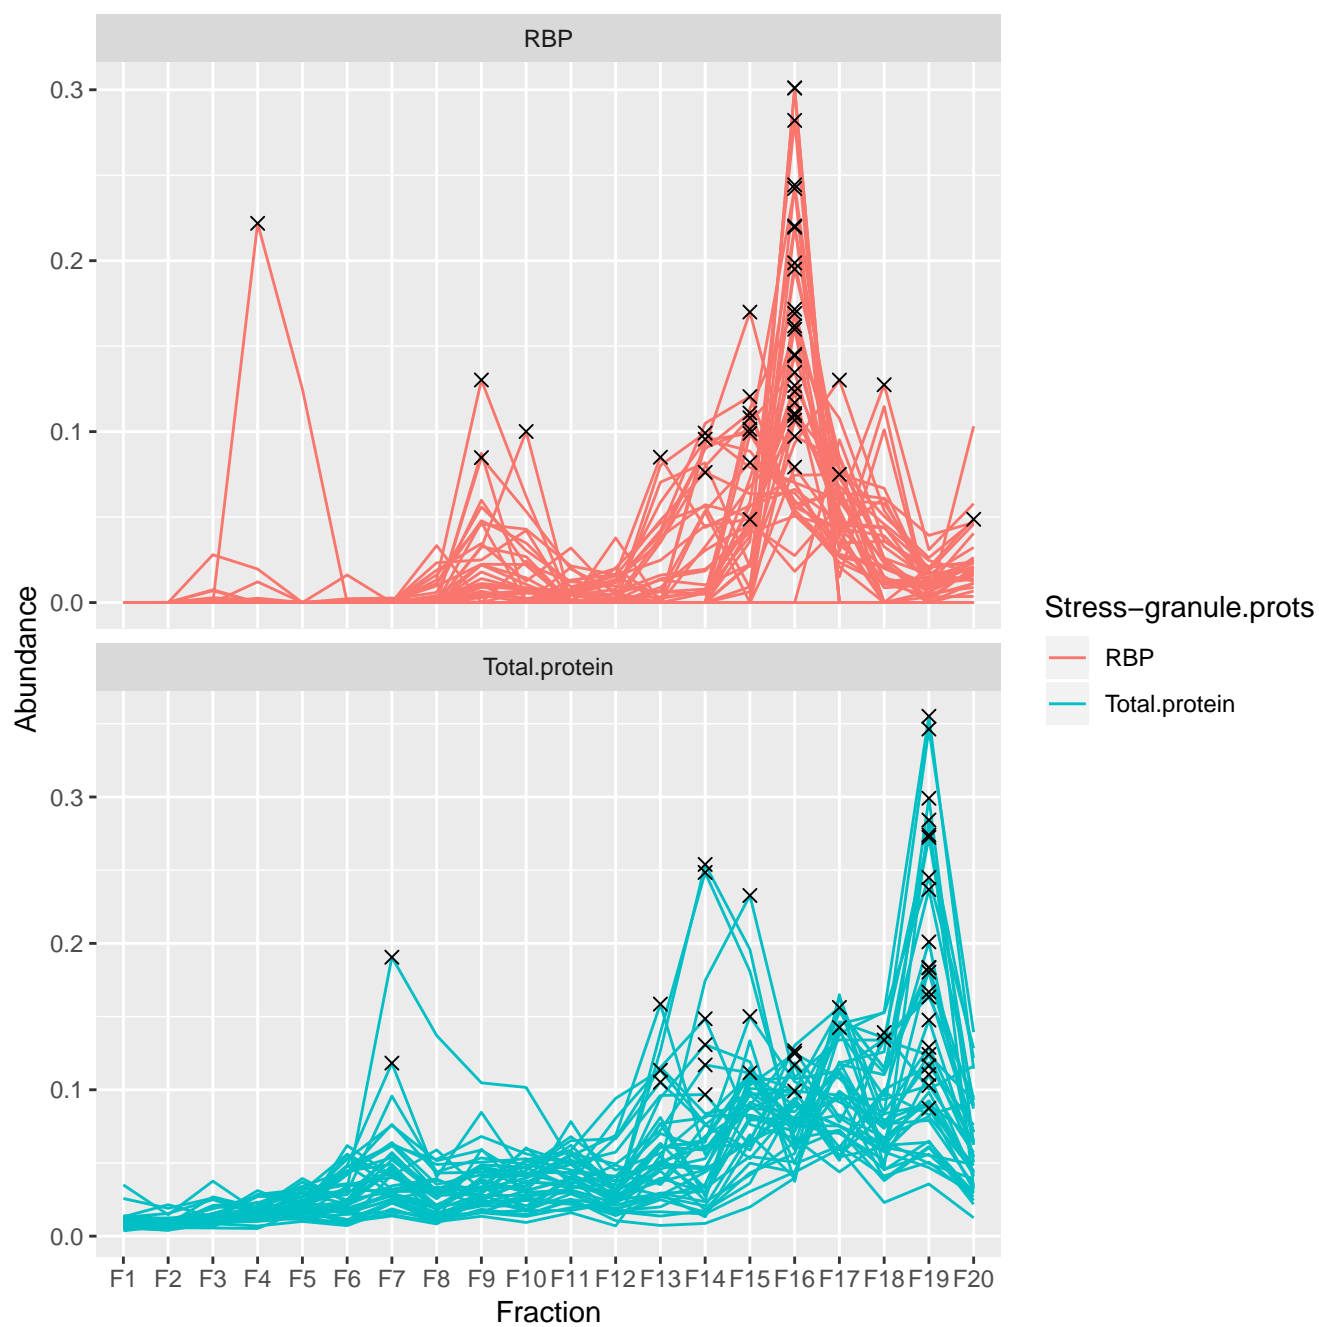 RBP
0.3
0.2
0.1
0.0
Total.protein
0.3
0.2
0.1
0.0
F1 F2 F3 F4 F5 F6 F7 F8 F9 F10 F11 F12 F13 F14 F15 F16 F17 F18 F19 F20
Fraction
Abundance
Stress−granule.prots
RBP
Total.protein